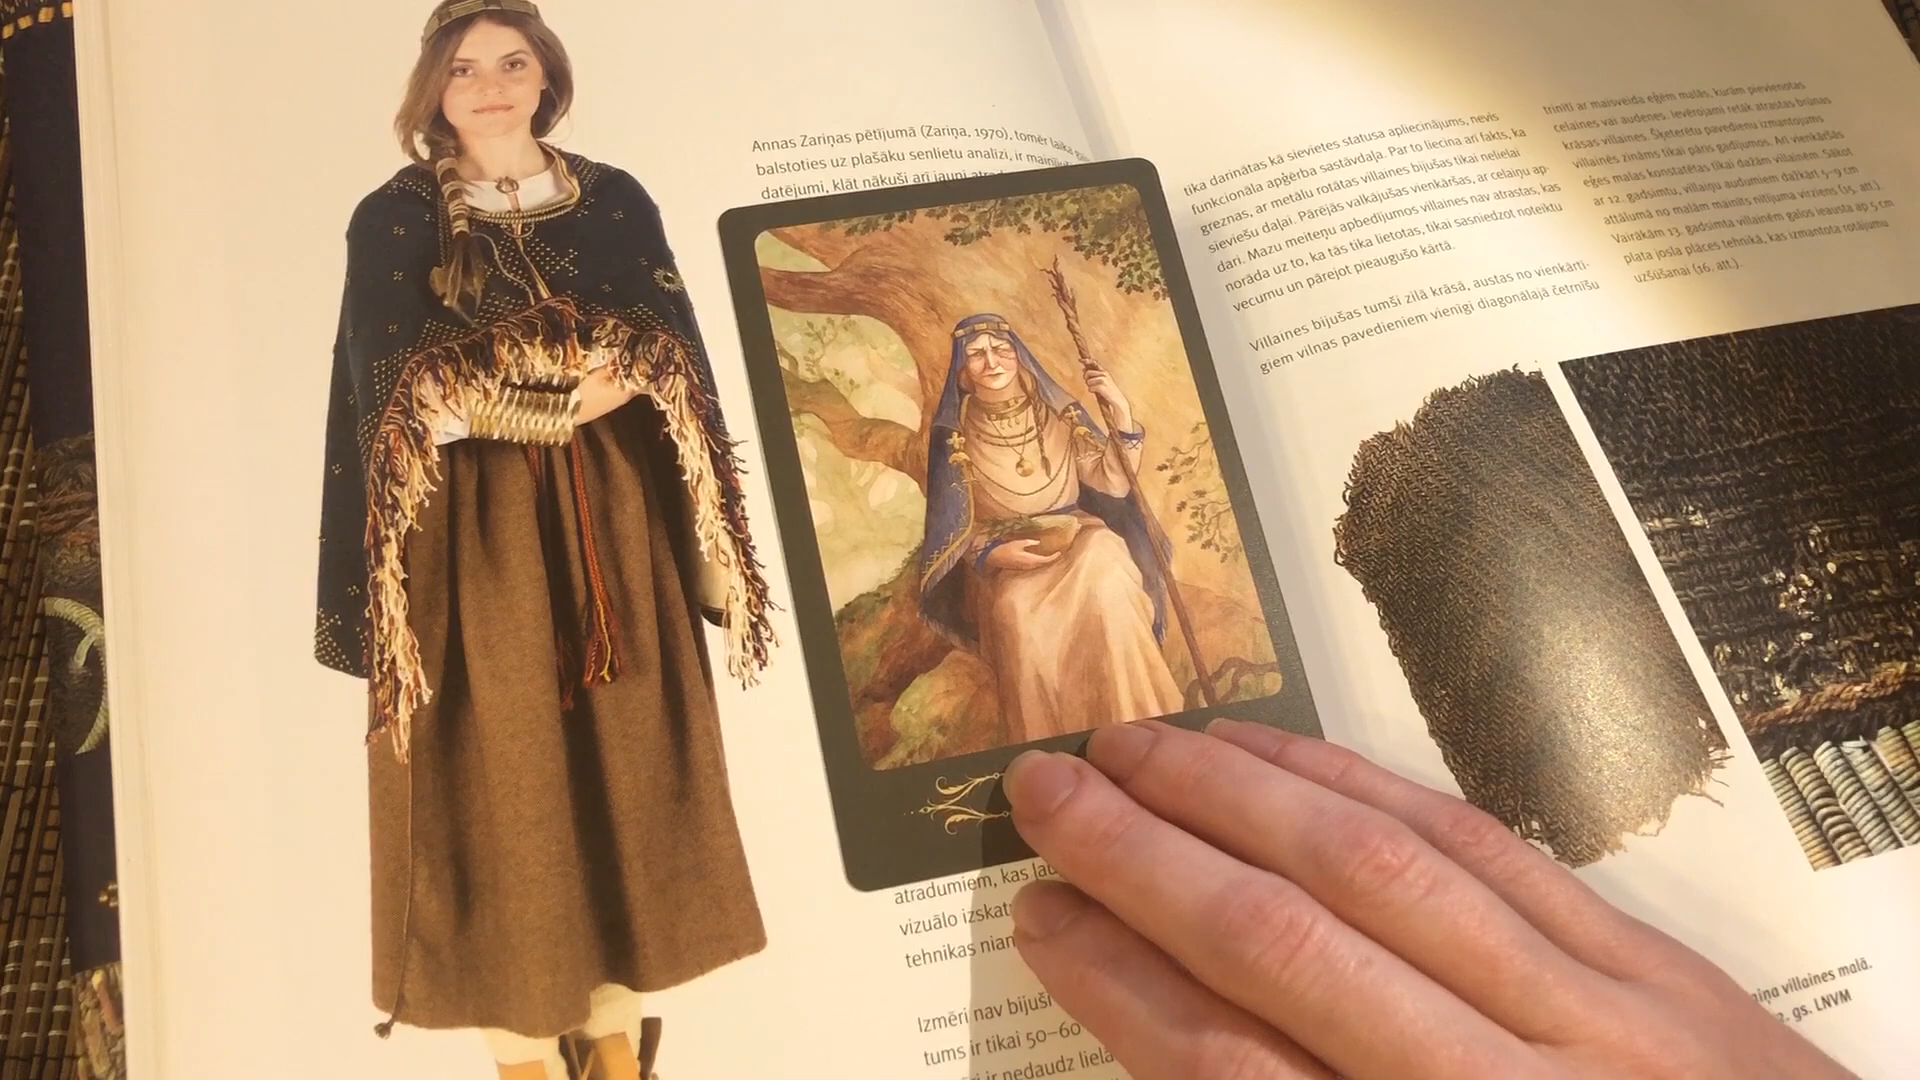 Annas Zariņas pētījumā (Zariņa, 1970), tomēr laika
balstoties uz plašāku senlietu analīzi, ir
datējumi, klāt nākuši arī jauni
atradumiem, kas
vizuālo
tehnikas
Izmēri nav bijuši
tums ir tikai 50–60
ir nedaudz
tika darinātas kā sievietes statusa apliecinājums, nevis
funkcionāla apģērba sastāvdaļa. Par to liecina arī fakts, ka
greznas, ar metālu rotātas villaines bijušas tikai nelielai
sieviešu daļai. Pārējās valkājušas vienkāršas, ar celaiņu ap-
dari. Mazu meiteņu apbedījumos villaines nav atrastas, kas
norāda uz to, ka tās tika lietotas, tikai sasniedzot noteiktu
vecumu un pārejot pieaugušo kārtā.
Villaines bijušas tumši zilā krāsā, austas no vienkārtī-
giem vilnas pavedieniem vienīgi diagonālajā četrnīšu
trinītī ar maisveida eģēm malās, kurām pievienotas
celaines vai audenes. Ievērojami retāk atrastas brūnas
krāsas villaines. Šķeterētu pavedienu izmantojums
villainēs zināms tikai pāris gadījumos. Arī vienkāršās
eģes malas konstatētas tikai dažām villainēm. Sākot
ar 12. gadsimtu, villaiņu audumiem dažkārt 5–9 cm
attālumā no malām mainīts nītījuma virziens (15. att.).
Vairākām 13. gadsimta villainēm galos ieausta ap 5 cm
plata josla plāces tehnikā, kas izmantota rotājumu
uzšūšanai (16. att.).
villaines malā.
gs. LNVM